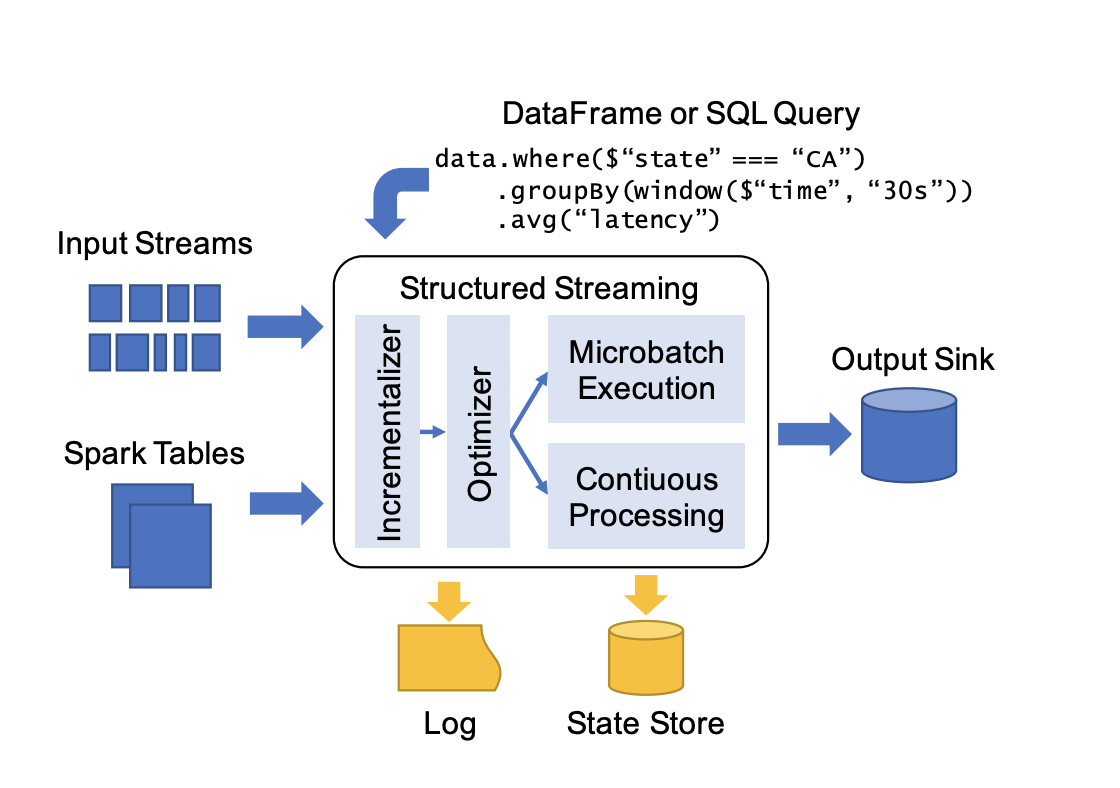 DataFrame or SQL Query
data.where($“state” === “CA”)
.groupBy(window($“time”, “30s”))
.avg(“latency”)
Input Streams
Structured Streaming
Incrementalizer
Optimizer
Microbatch
Execution
Contiuous
Processing
Spark Tables
Output Sink
Log
State Store